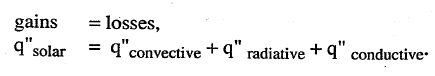 gains = losses,
q"solar = q"convective + q" radiative + q" conductive.